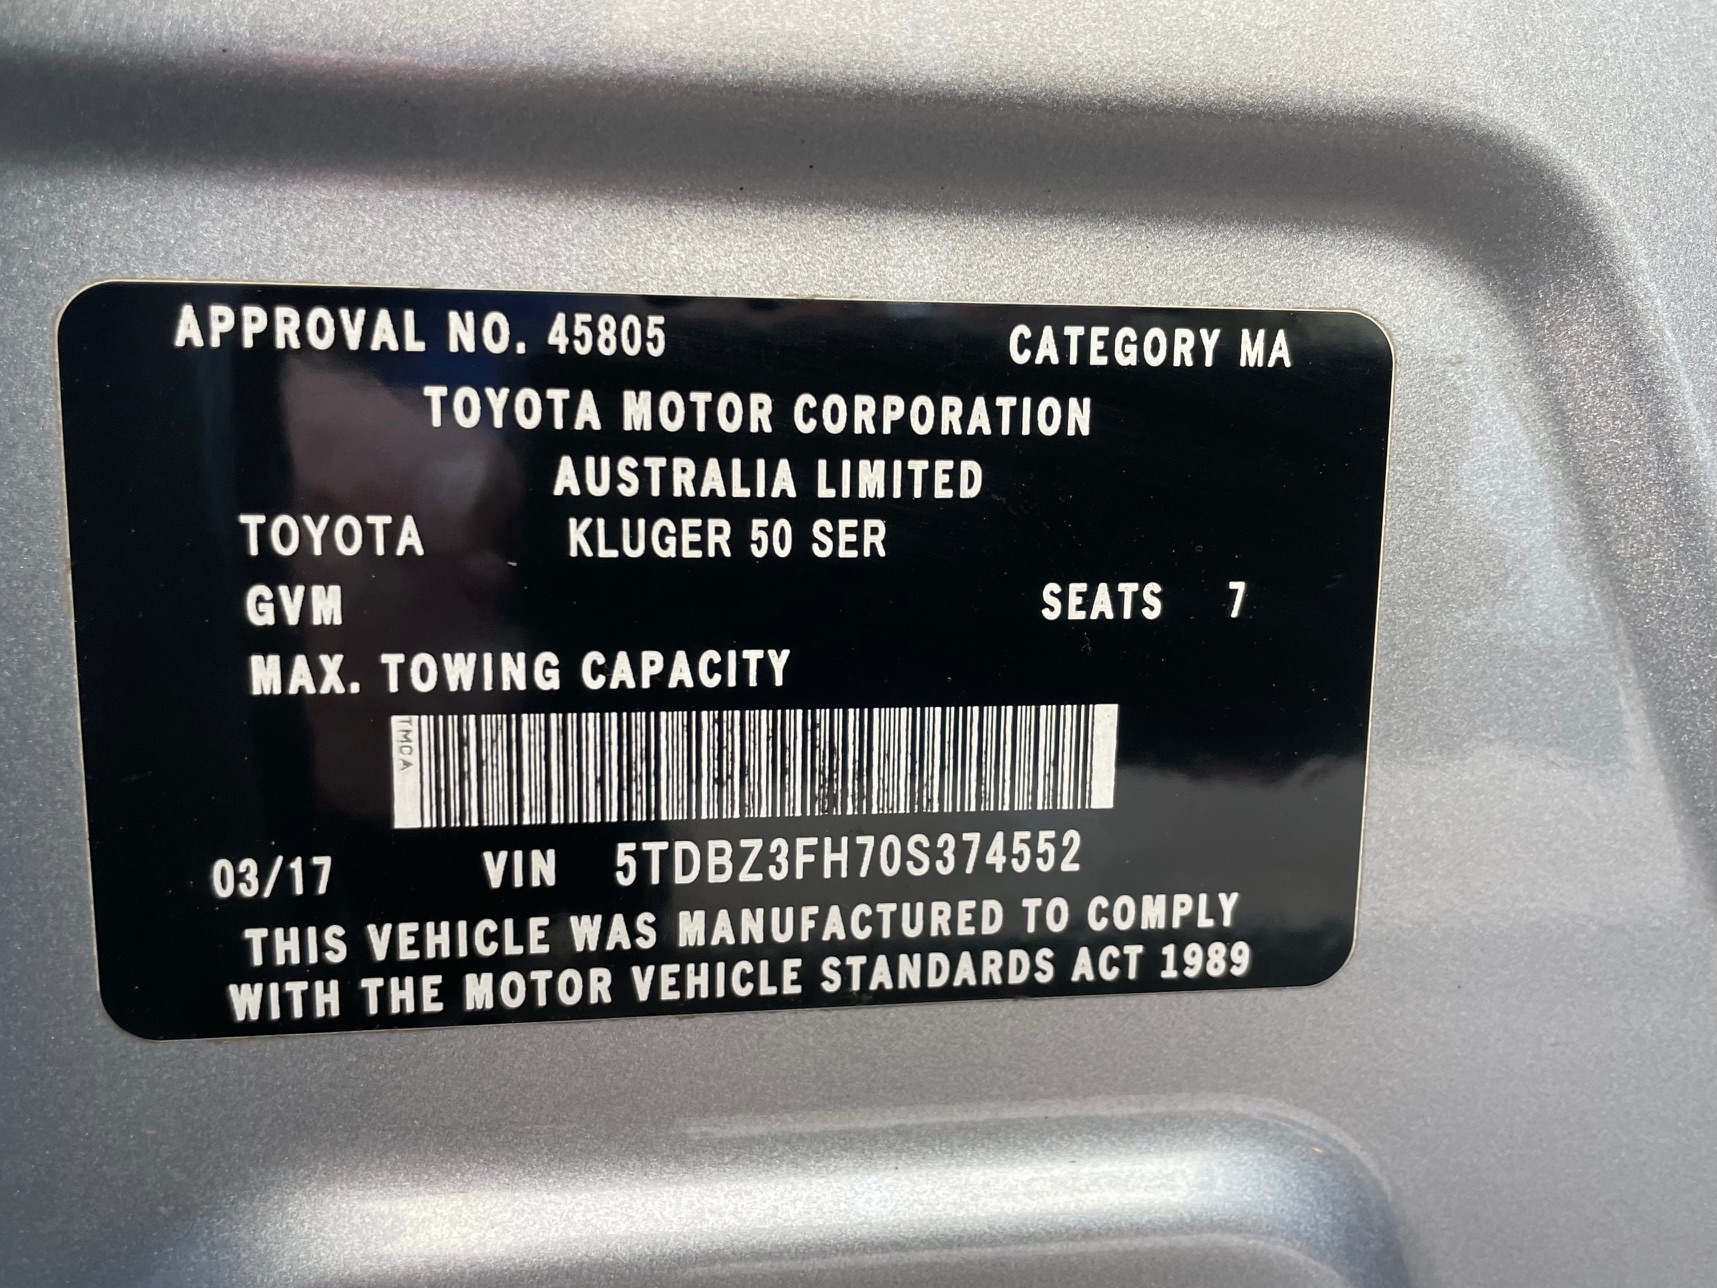 APPROVAL NO. 45805 CATEGORY MA
TOYOTA MOTOR CORPORATION
AUSTRALIA LIMITED
TOYOTA KLUGER 50 SER
GVM SEATS 7
MAX. TOWING CAPACITY
TMCA
03/17 VIN 5TDBZ3FH70S374552
THIS VEHICLE WAS MANUFACTURED TO COMPLY
WITH THE MOTOR VEHICLE STANDARDS ACT 1989